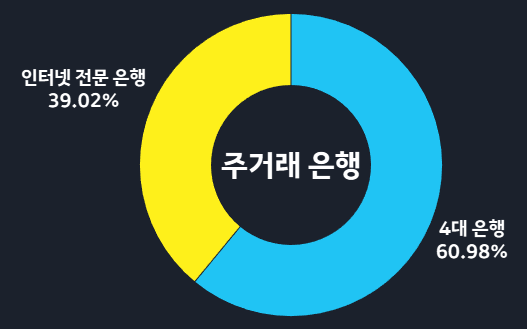 인터넷 전문 은행
39.02%
주거래 은행
4대 은행
60.98%